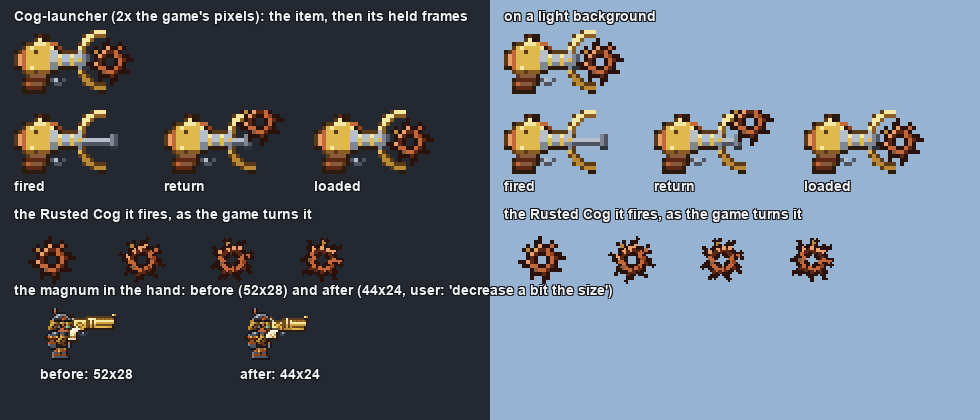 Cog-launcher (2x the game's pixels): the item, then its held frames
on a light background
fired
return
loaded
fired
return
loaded
the Rusted Cog it fires, as the game turns it
the Rusted Cog it fires, as the game turns it
the magnum in the hand: before (52x28) and after (44x24, user: 'decrease a bit the size')
before: 52x28
after: 44x24